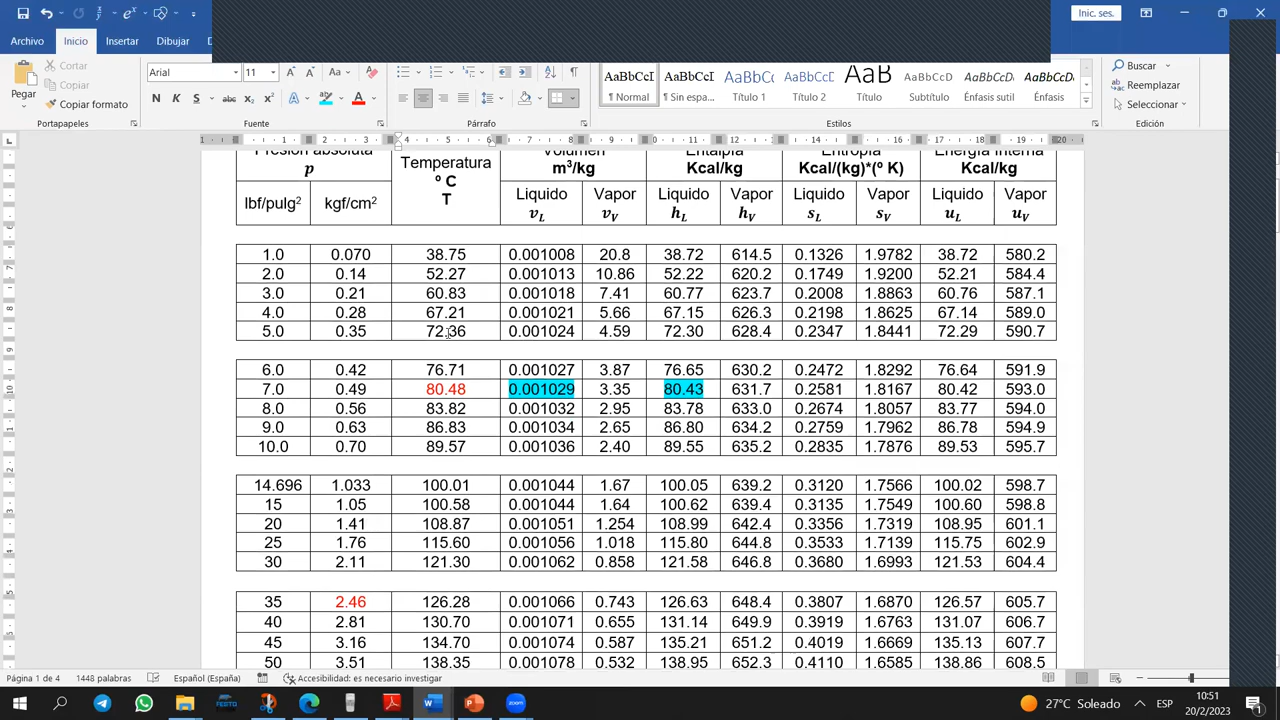 Inic. ses.
Archivo Inicio Insertar Dibujar
Pegar
Cortar
Copiar
Copiar formato
Arial 11
N K S abc x₂ x²
Aa
AaBbCcD AaBbCcD AaBbCc AaBbCcD AaB AaBbCcD AaBbCcD AaBbCcD
¶ Normal ¶ Sin espa... Título 1 Título 2 Título Subtítulo Énfasis sutil Énfasis
Buscar
Reemplazar
Seleccionar
Portapapeles Fuente Párrafo Estilos Edición
Presión absoluta Temperatura Volumen Entalpia Entropía Energía Interna
p º C m³/kg Kcal/kg Kcal/(kg)*(º K) Kcal/kg
lbf/pulg² kgf/cm² T Liquido Vapor Liquido Vapor Liquido Vapor Liquido Vapor
v_L v_V h_L h_V s_L s_V u_L u_V
1.0 0.070 38.75 0.001008 20.8 38.72 614.5 0.1326 1.9782 38.72 580.2
2.0 0.14 52.27 0.001013 10.86 52.22 620.2 0.1749 1.9200 52.21 584.4
3.0 0.21 60.83 0.001018 7.41 60.77 623.7 0.2008 1.8863 60.76 587.1
4.0 0.28 67.21 0.001021 5.66 67.15 626.3 0.2198 1.8625 67.14 589.0
5.0 0.35 72.36 0.001024 4.59 72.30 628.4 0.2347 1.8441 72.29 590.7
6.0 0.42 76.71 0.001027 3.87 76.65 630.2 0.2472 1.8292 76.64 591.9
7.0 0.49 80.48 0.001029 3.35 80.43 631.7 0.2581 1.8167 80.42 593.0
8.0 0.56 83.82 0.001032 2.95 83.78 633.0 0.2674 1.8057 83.77 594.0
9.0 0.63 86.83 0.001034 2.65 86.80 634.2 0.2759 1.7962 86.78 594.9
10.0 0.70 89.57 0.001036 2.40 89.55 635.2 0.2835 1.7876 89.53 595.7
14.696 1.033 100.01 0.001044 1.67 100.05 639.2 0.3120 1.7566 100.02 598.7
15 1.05 100.58 0.001044 1.64 100.62 639.4 0.3135 1.7549 100.60 598.8
20 1.41 108.87 0.001051 1.254 108.99 642.4 0.3356 1.7319 108.95 601.1
25 1.76 115.60 0.001056 1.018 115.80 644.8 0.3533 1.7139 115.75 602.9
30 2.11 121.30 0.001062 0.858 121.58 646.8 0.3680 1.6993 121.53 604.4
35 2.46 126.28 0.001066 0.743 126.63 648.4 0.3807 1.6870 126.57 605.7
40 2.81 130.70 0.001071 0.655 131.14 649.9 0.3919 1.6763 131.07 606.7
45 3.16 134.70 0.001074 0.587 135.21 651.2 0.4019 1.6669 135.13 607.7
50 3.51 138.35 0.001078 0.532 138.95 652.3 0.4110 1.6585 138.86 608.5
Página 1 de 4 1448 palabras Español (España) Accesibilidad: es necesario investigar
FESTO
zoom
27°C Soleado ESP
10:51
20/2/2023